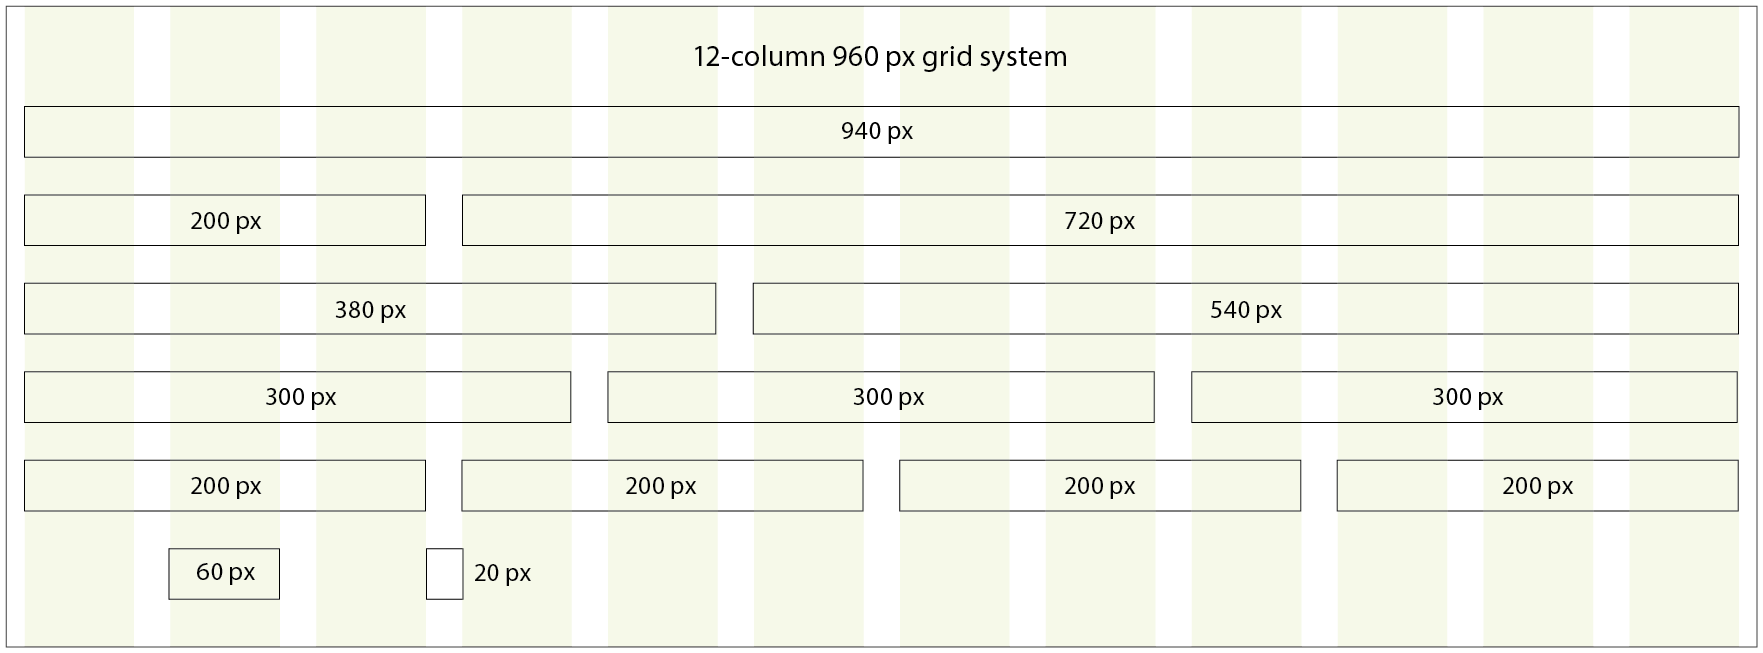 12-column 960 px grid system
940 px
200 px 720 px
380 px 540 px
300 px 300 px 300 px
200 px 200 px 200 px 200 px
60 px 20 px